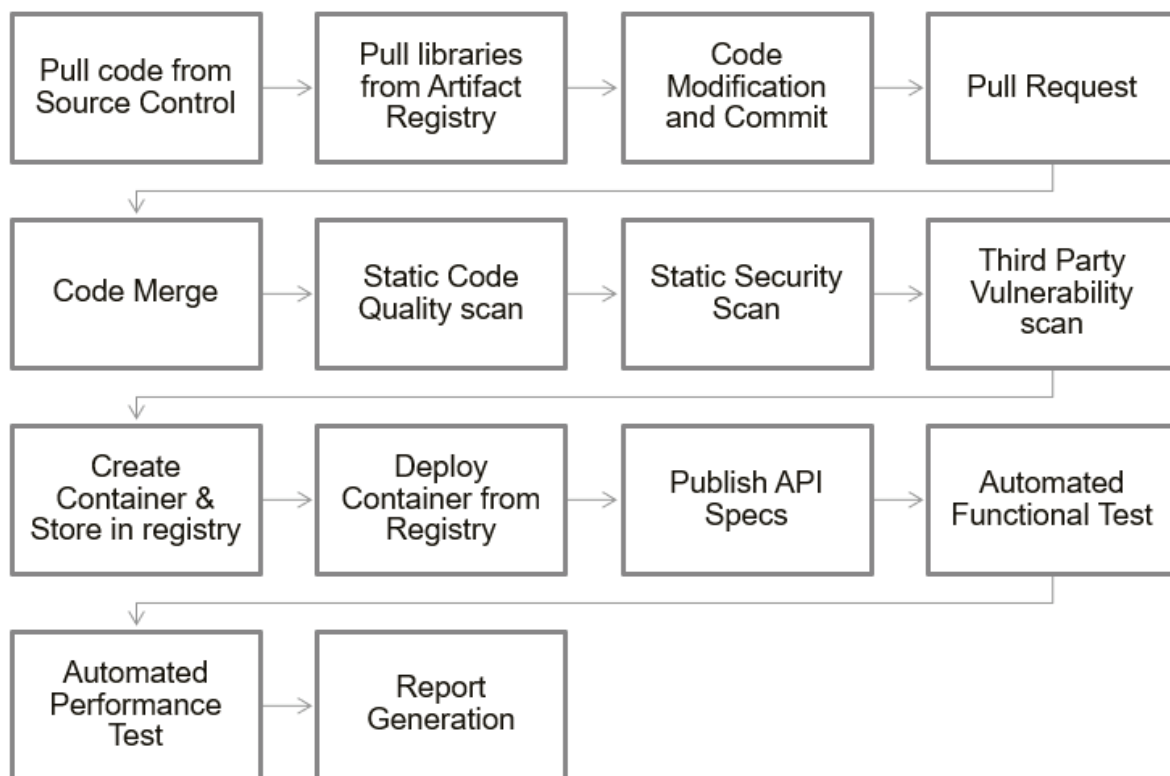 Pull code from
Source Control
Pull libraries
from Artifact
Registry
Code
Modification
and Commit
Pull Request
Code Merge
Static Code
Quality scan
Static Security
Scan
Third Party
Vulnerability
scan
Create
Container &
Store in registry
Deploy
Container from
Registry
Publish API
Specs
Automated
Functional Test
Automated
Performance
Test
Report
Generation